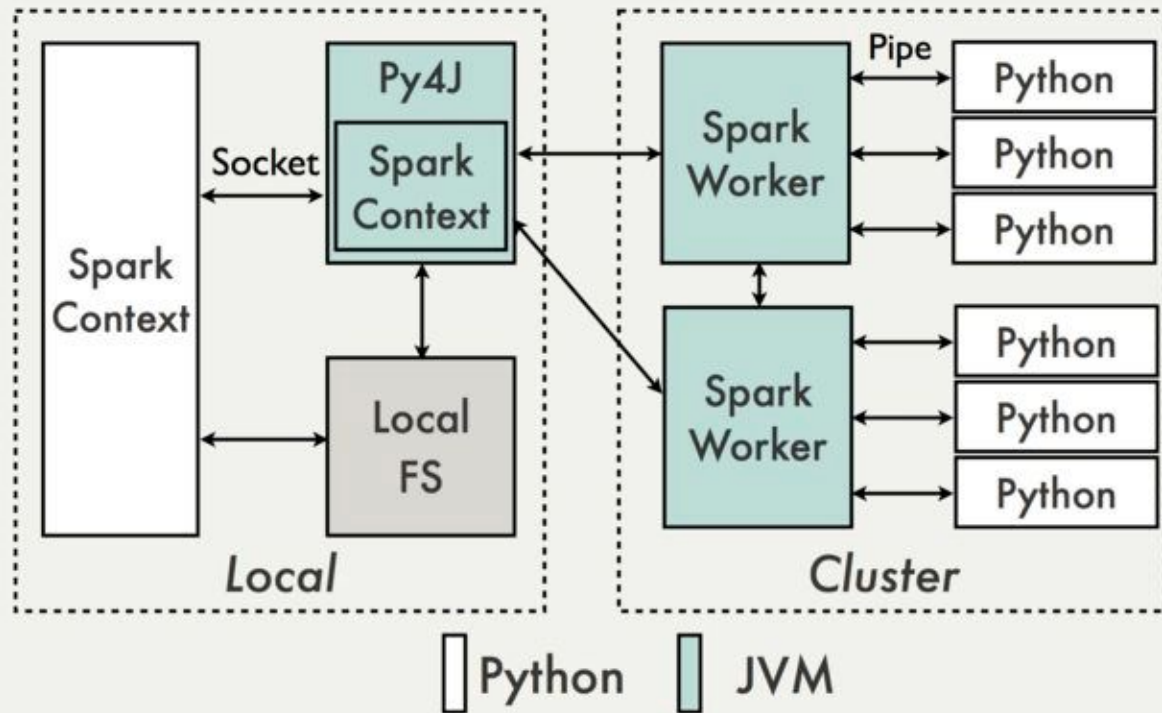 Py4J
Spark
Context
Socket
Spark
Context
Local
FS
Local
Spark
Worker
Pipe
Python
Python
Python
Spark
Worker
Python
Python
Python
Cluster
Python
JVM